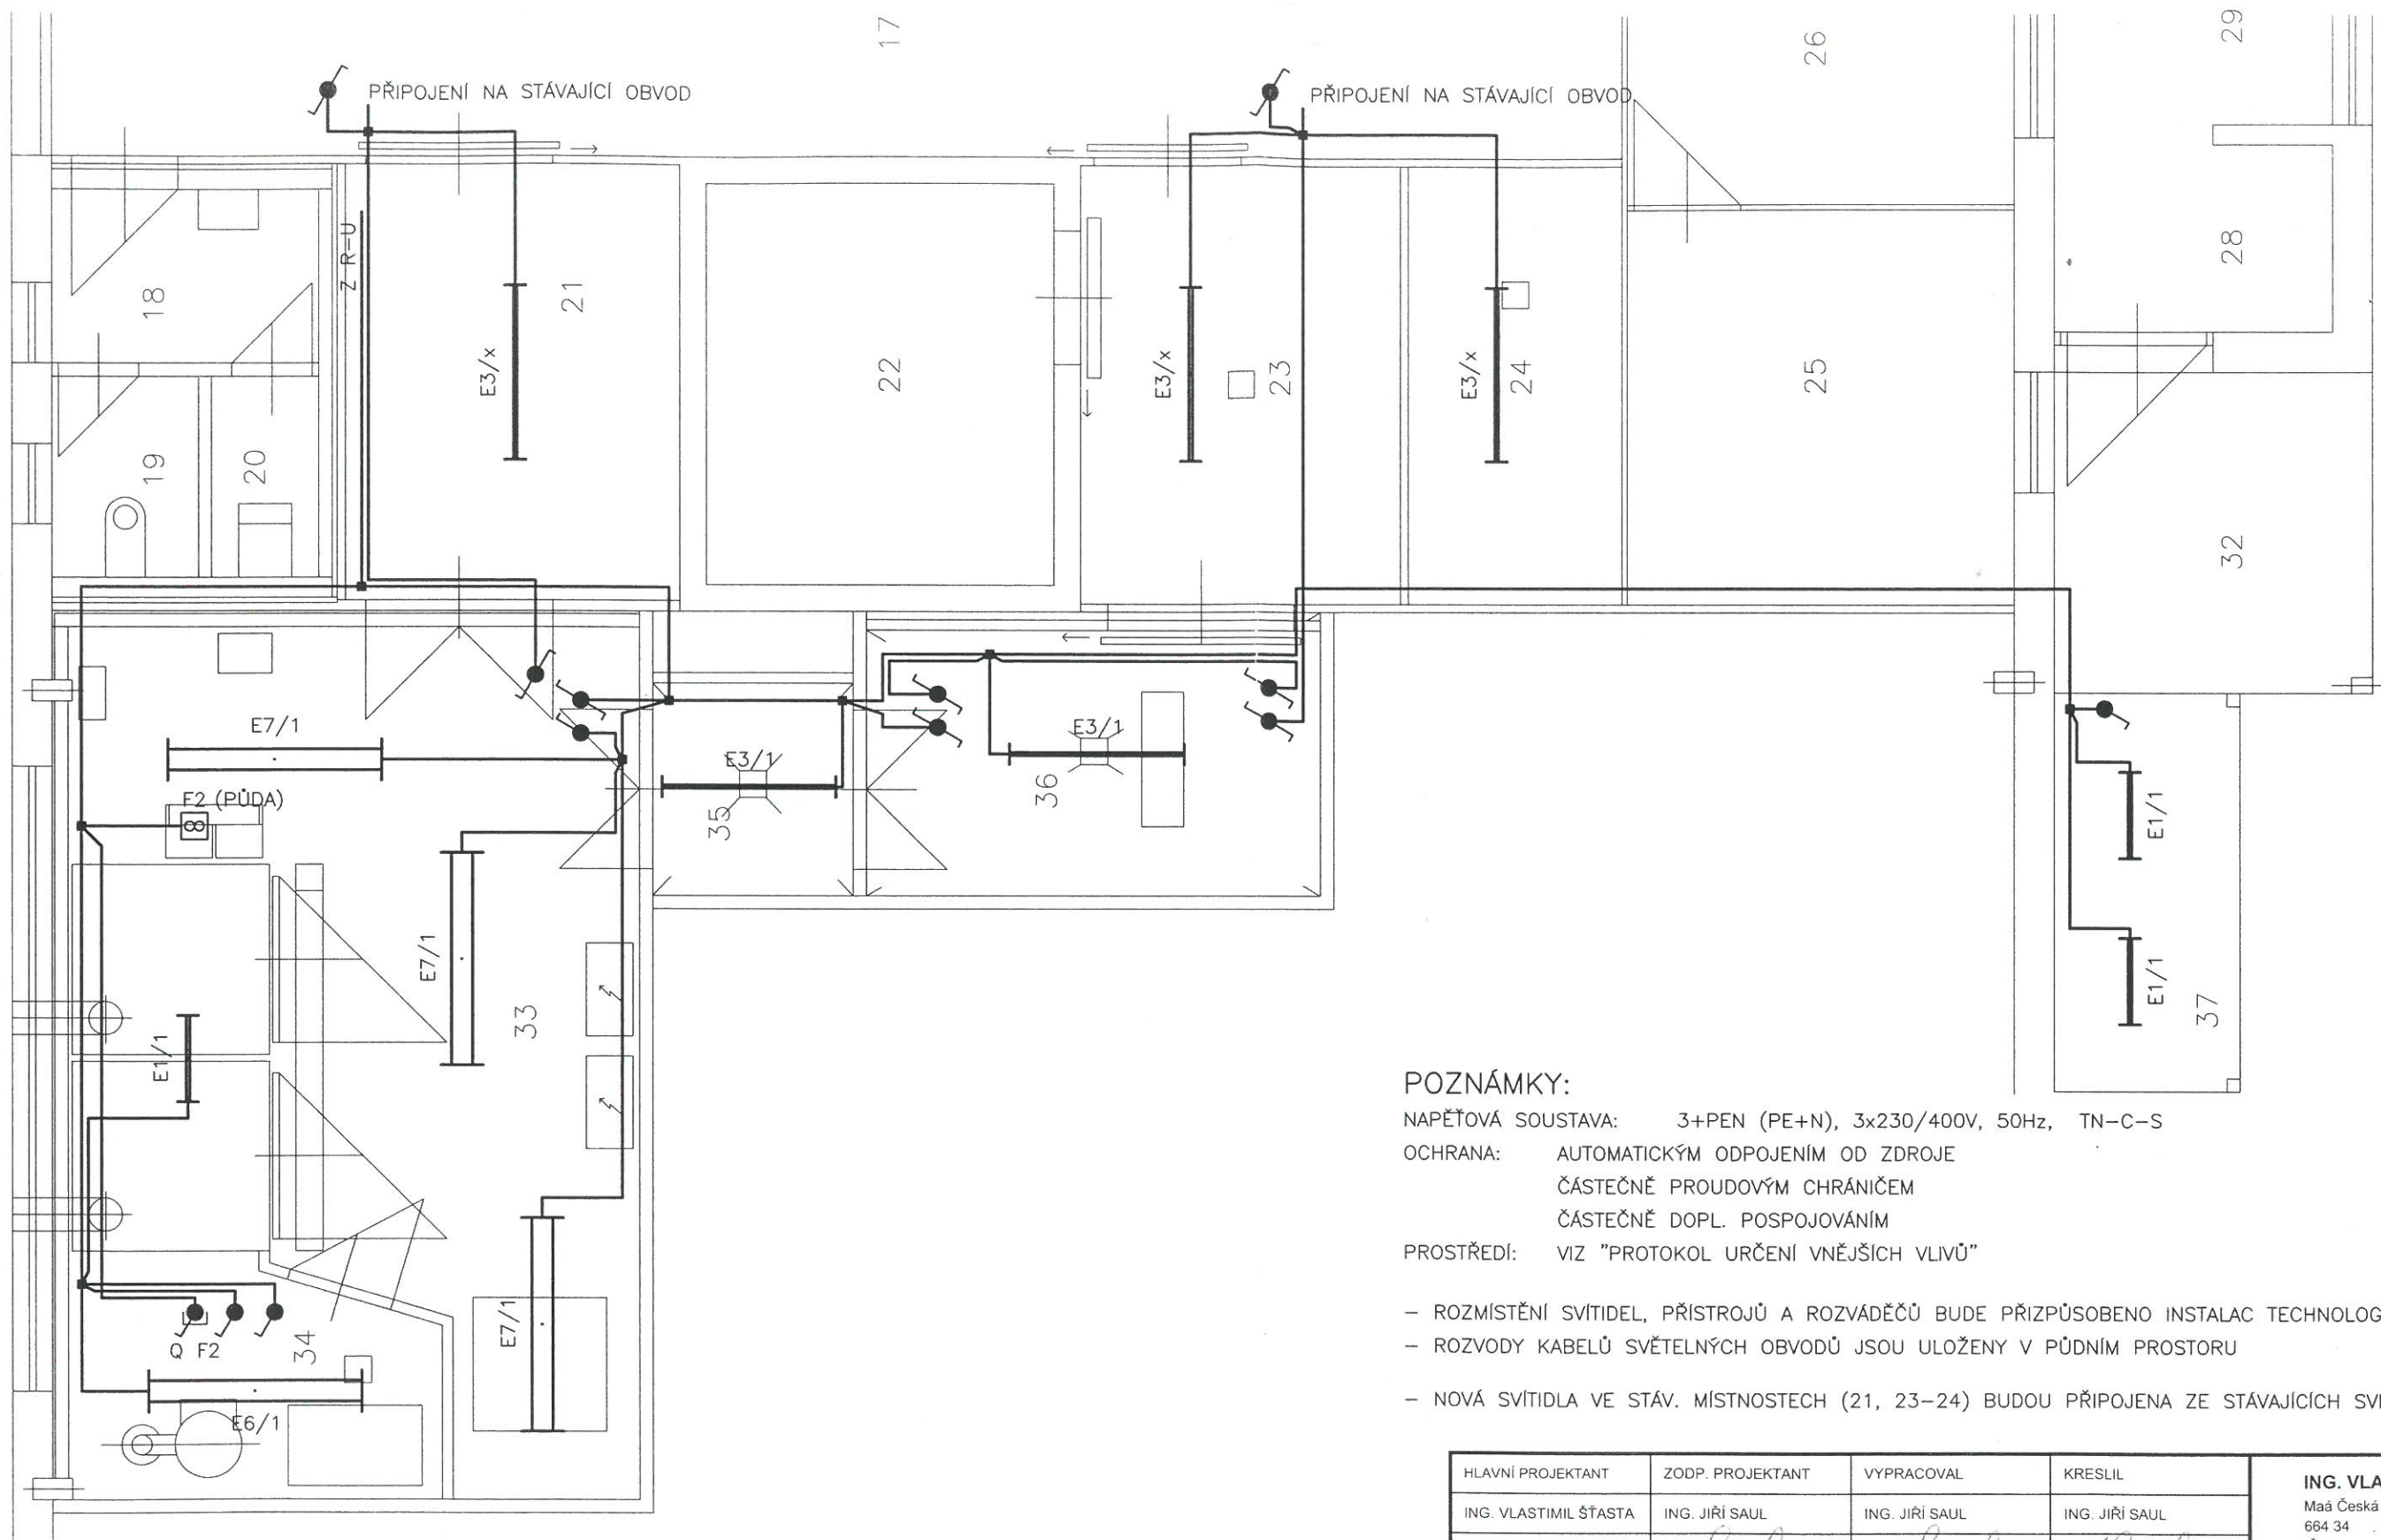 17
26
29
PŘIPOJENÍ NA STÁVAJÍCÍ OBVOD
PŘIPOJENÍ NA STÁVAJÍCÍ OBVOD
Z R-U
18
21
E3/x
22
E3/x
23
E3/x
24
25
28
19
20
32
E7/1
F2 (PŮDA)
8
E3/1
35
E3/1
36
E1/1
E7/1
33
E1/1
E1/1
37
E7/1
Q F2
34
E6/1
POZNÁMKY:
NAPĚŤOVÁ SOUSTAVA: 3+PEN (PE+N), 3x230/400V, 50Hz, TN-C-S
OCHRANA: AUTOMATICKÝM ODPOJENÍM OD ZDROJE
ČÁSTEČNĚ PROUDOVÝM CHRÁNIČEM
ČÁSTEČNĚ DOPL. POSPOJOVÁNÍM
PROSTŘEDÍ: VIZ "PROTOKOL URČENÍ VNĚJŠÍCH VLIVŮ"
– ROZMÍSTĚNÍ SVÍTIDEL, PŘÍSTROJŮ A ROZVÁDĚČŮ BUDE PŘIZPŮSOBENO INSTALAC TECHNOLOG
– ROZVODY KABELŮ SVĚTELNÝCH OBVODŮ JSOU ULOŽENY V PŮDNÍM PROSTORU
– NOVÁ SVÍTIDLA VE STÁV. MÍSTNOSTECH (21, 23-24) BUDOU PŘIPOJENA ZE STÁVAJÍCÍCH
HLAVNÍ PROJEKTANT ZODP. PROJEKTANT VYPRACOVAL KRESLIL
ING. VLASTIMIL ŠŤASTA ING. JIŘÍ SAUL ING. JIŘÍ SAUL ING. JIŘÍ SAUL
ING. VLA
Maá Česká
664 34